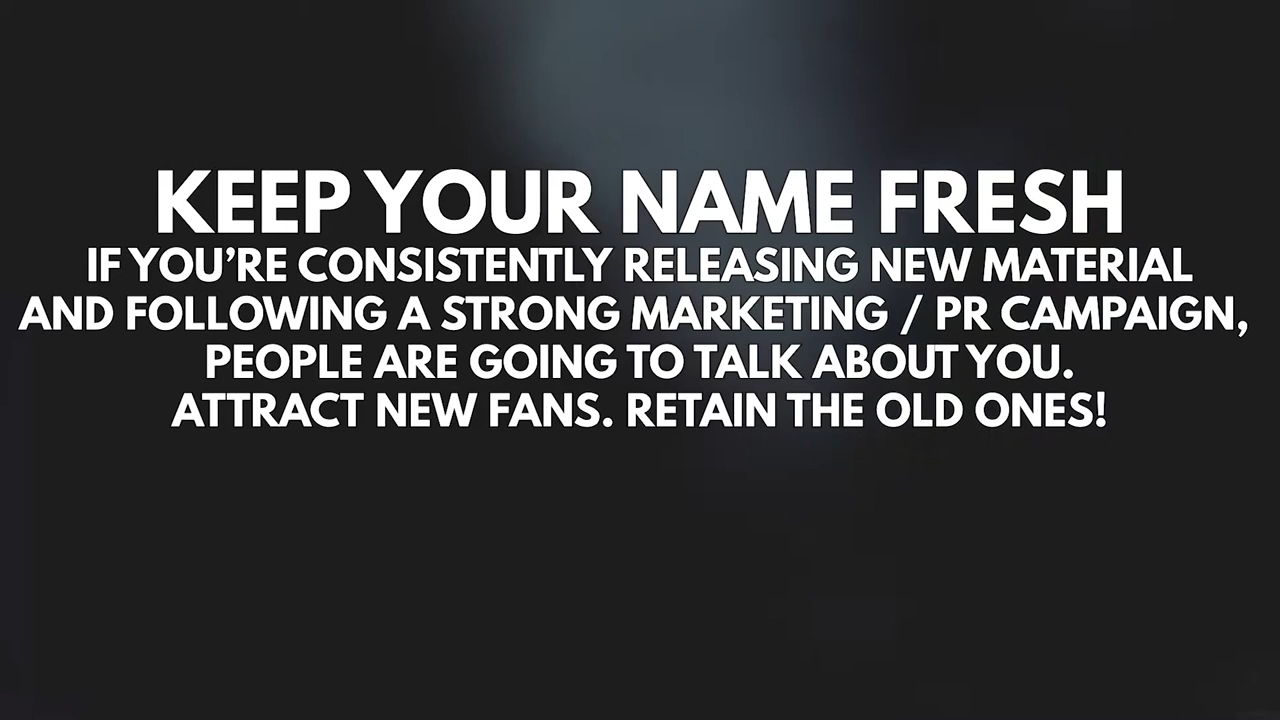 KEEP YOUR NAME FRESH
IF YOU’RE CONSISTENTLY RELEASING NEW MATERIAL
AND FOLLOWING A STRONG MARKETING / PR CAMPAIGN,
PEOPLE ARE GOING TO TALK ABOUT YOU.
ATTRACT NEW FANS. RETAIN THE OLD ONES!